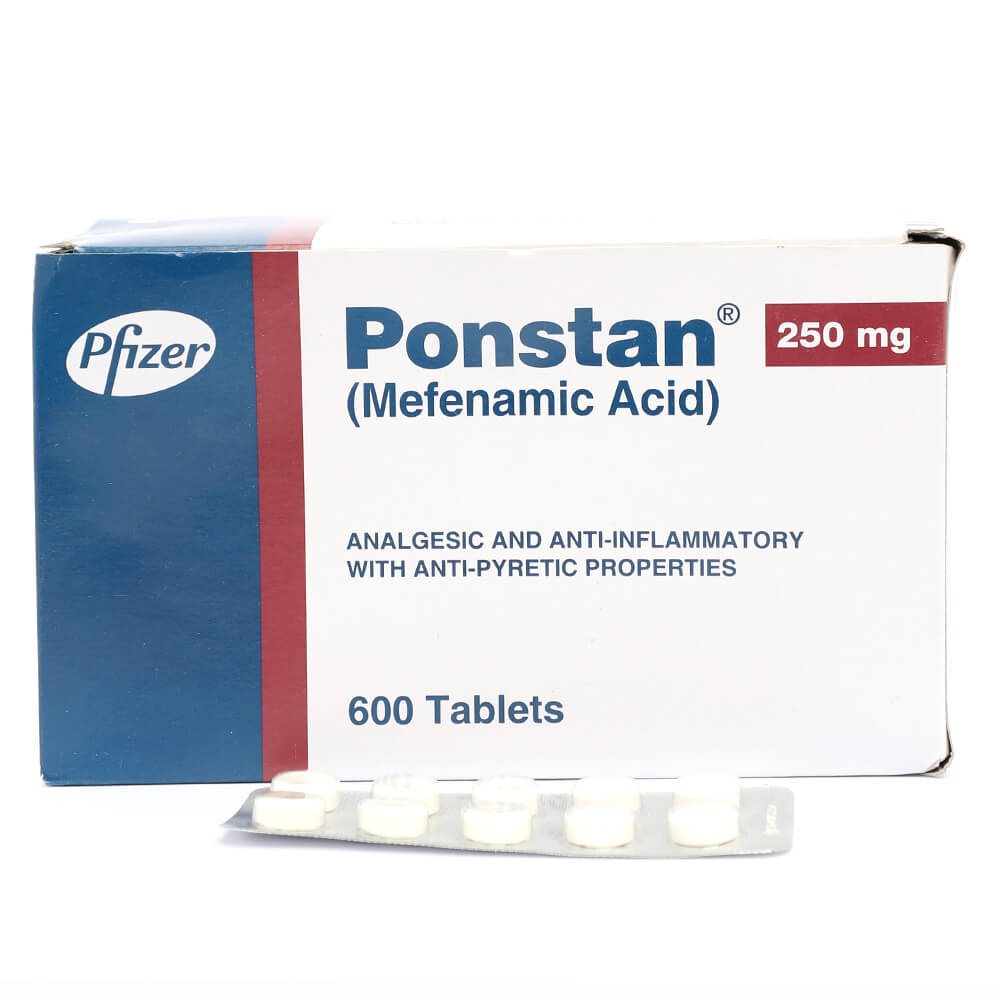 Pfizer
Ponstan®
250 mg
(Mefenamic Acid)
ANALGESIC AND ANTI-INFLAMMATORY
WITH ANTI-PYRETIC PROPERTIES
600 Tablets